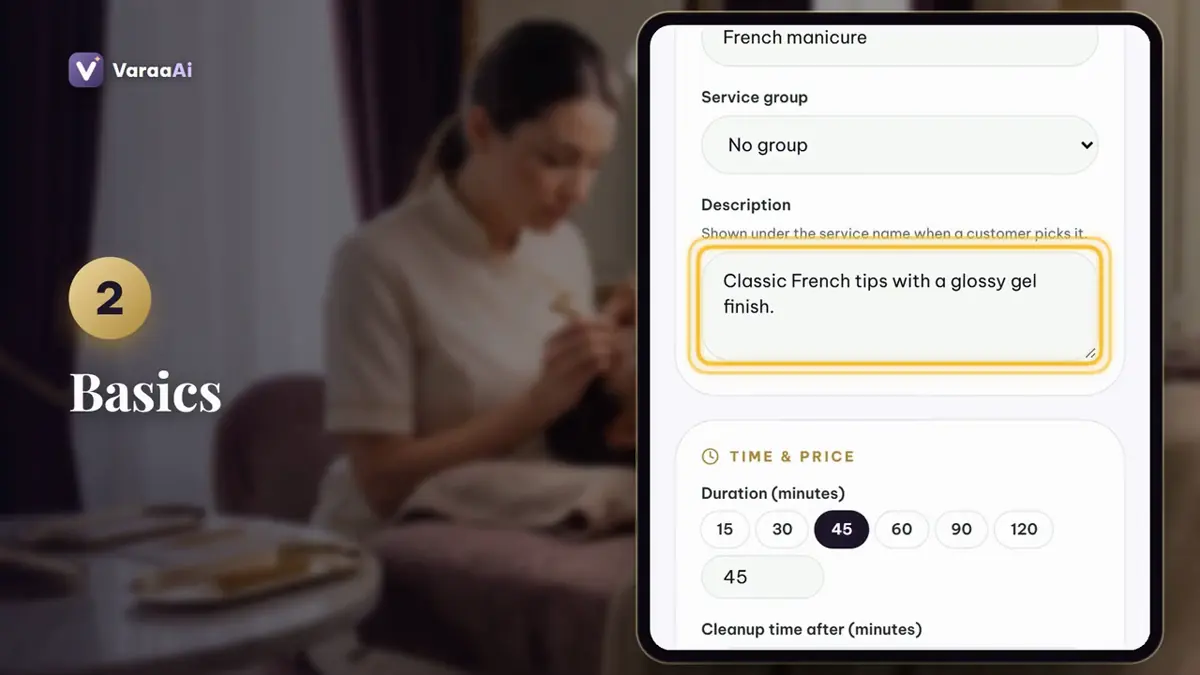 VaraaAi
2
Basics
French manicure
Service group
No group
Description
Shown under the service name when a customer picks it.
Classic French tips with a glossy gel
finish.
TIME & PRICE
Duration (minutes)
15 30 45 60 90 120
45
Cleanup time after (minutes)